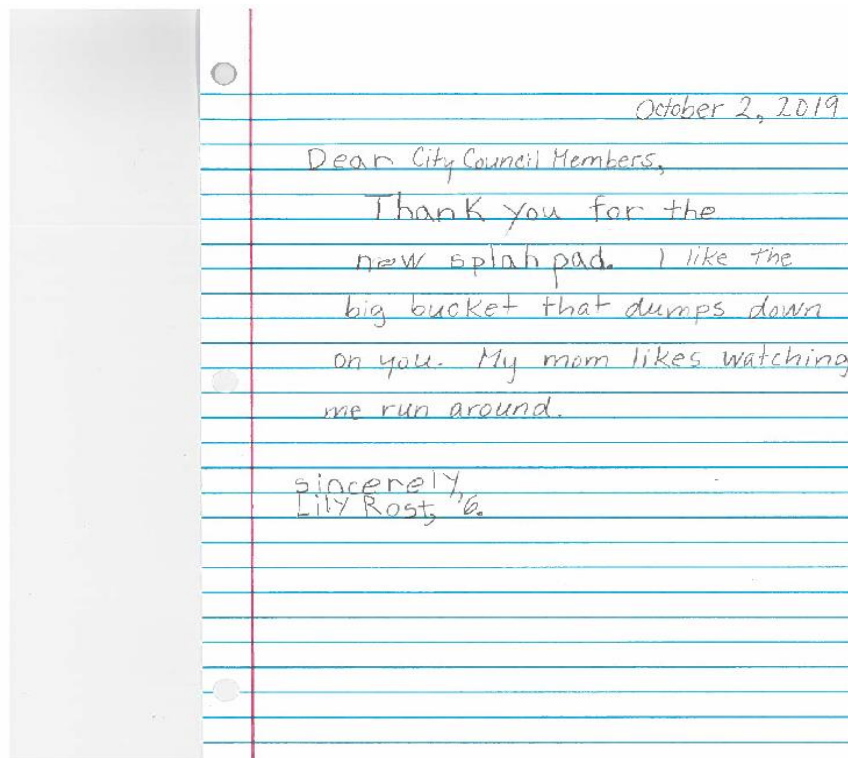 October 2, 2019
Dear City Council Members,
Thank you for the
new splah pad. I like the
big bucket that dumps down
on you. My mom likes watching
me run around.
sincerely,
Lily Rost, 6.